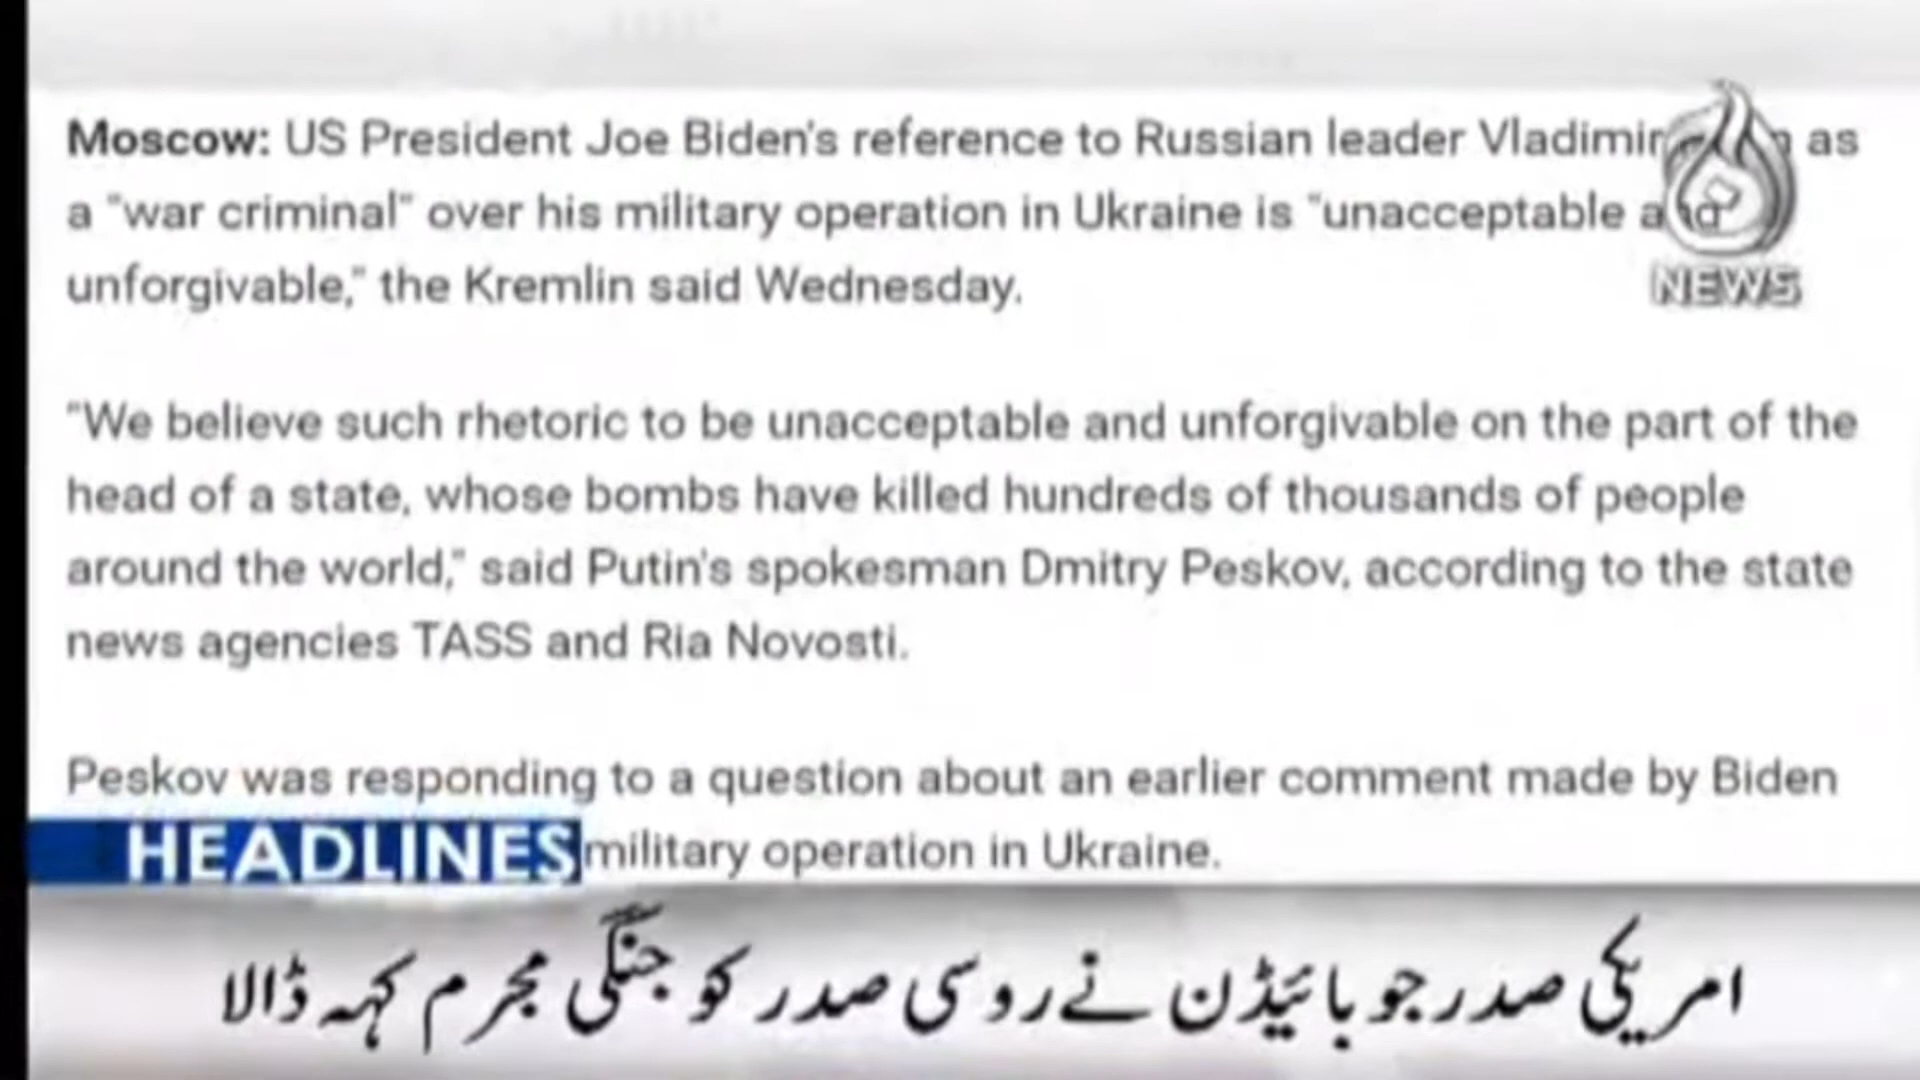 Moscow: US President Joe Biden's reference to Russian leader Vladimir as
a "war criminal" over his military operation in Ukraine is "unacceptable and
unforgivable," the Kremlin said Wednesday.
NEWS
"We believe such rhetoric to be unacceptable and unforgivable on the part of the
head of a state, whose bombs have killed hundreds of thousands of people
around the world," said Putin's spokesman Dmitry Peskov, according to the state
news agencies TASS and Ria Novosti.
Peskov was responding to a question about an earlier comment made by Biden
HEADLINES military operation in Ukraine.
امریکی صدر جو بائیڈن نے روسی صدر کو جنگی مجرم کہہ ڈالا